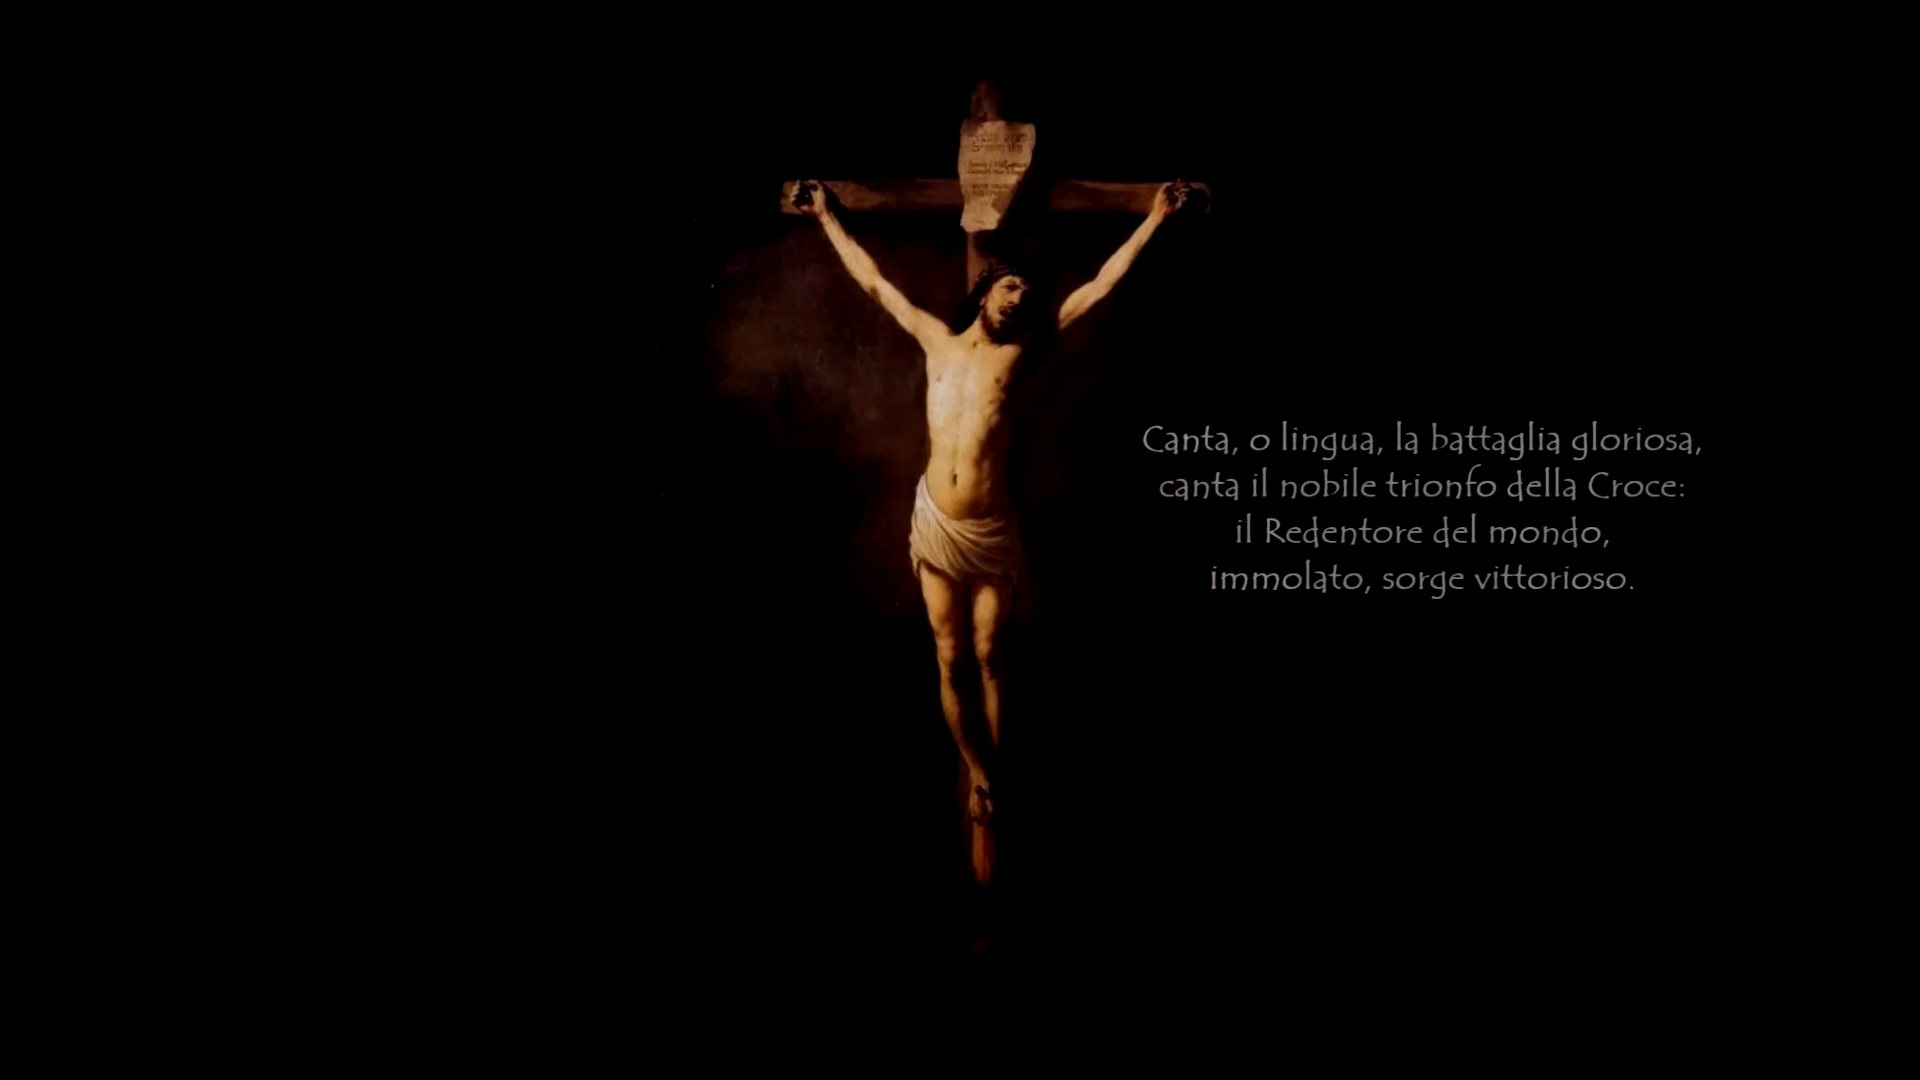 Canta, o lingua, la battaglia gloriosa,
canta il nobile trionfo della Croce:
il Redentore del mondo,
immolato, sorge vittorioso.